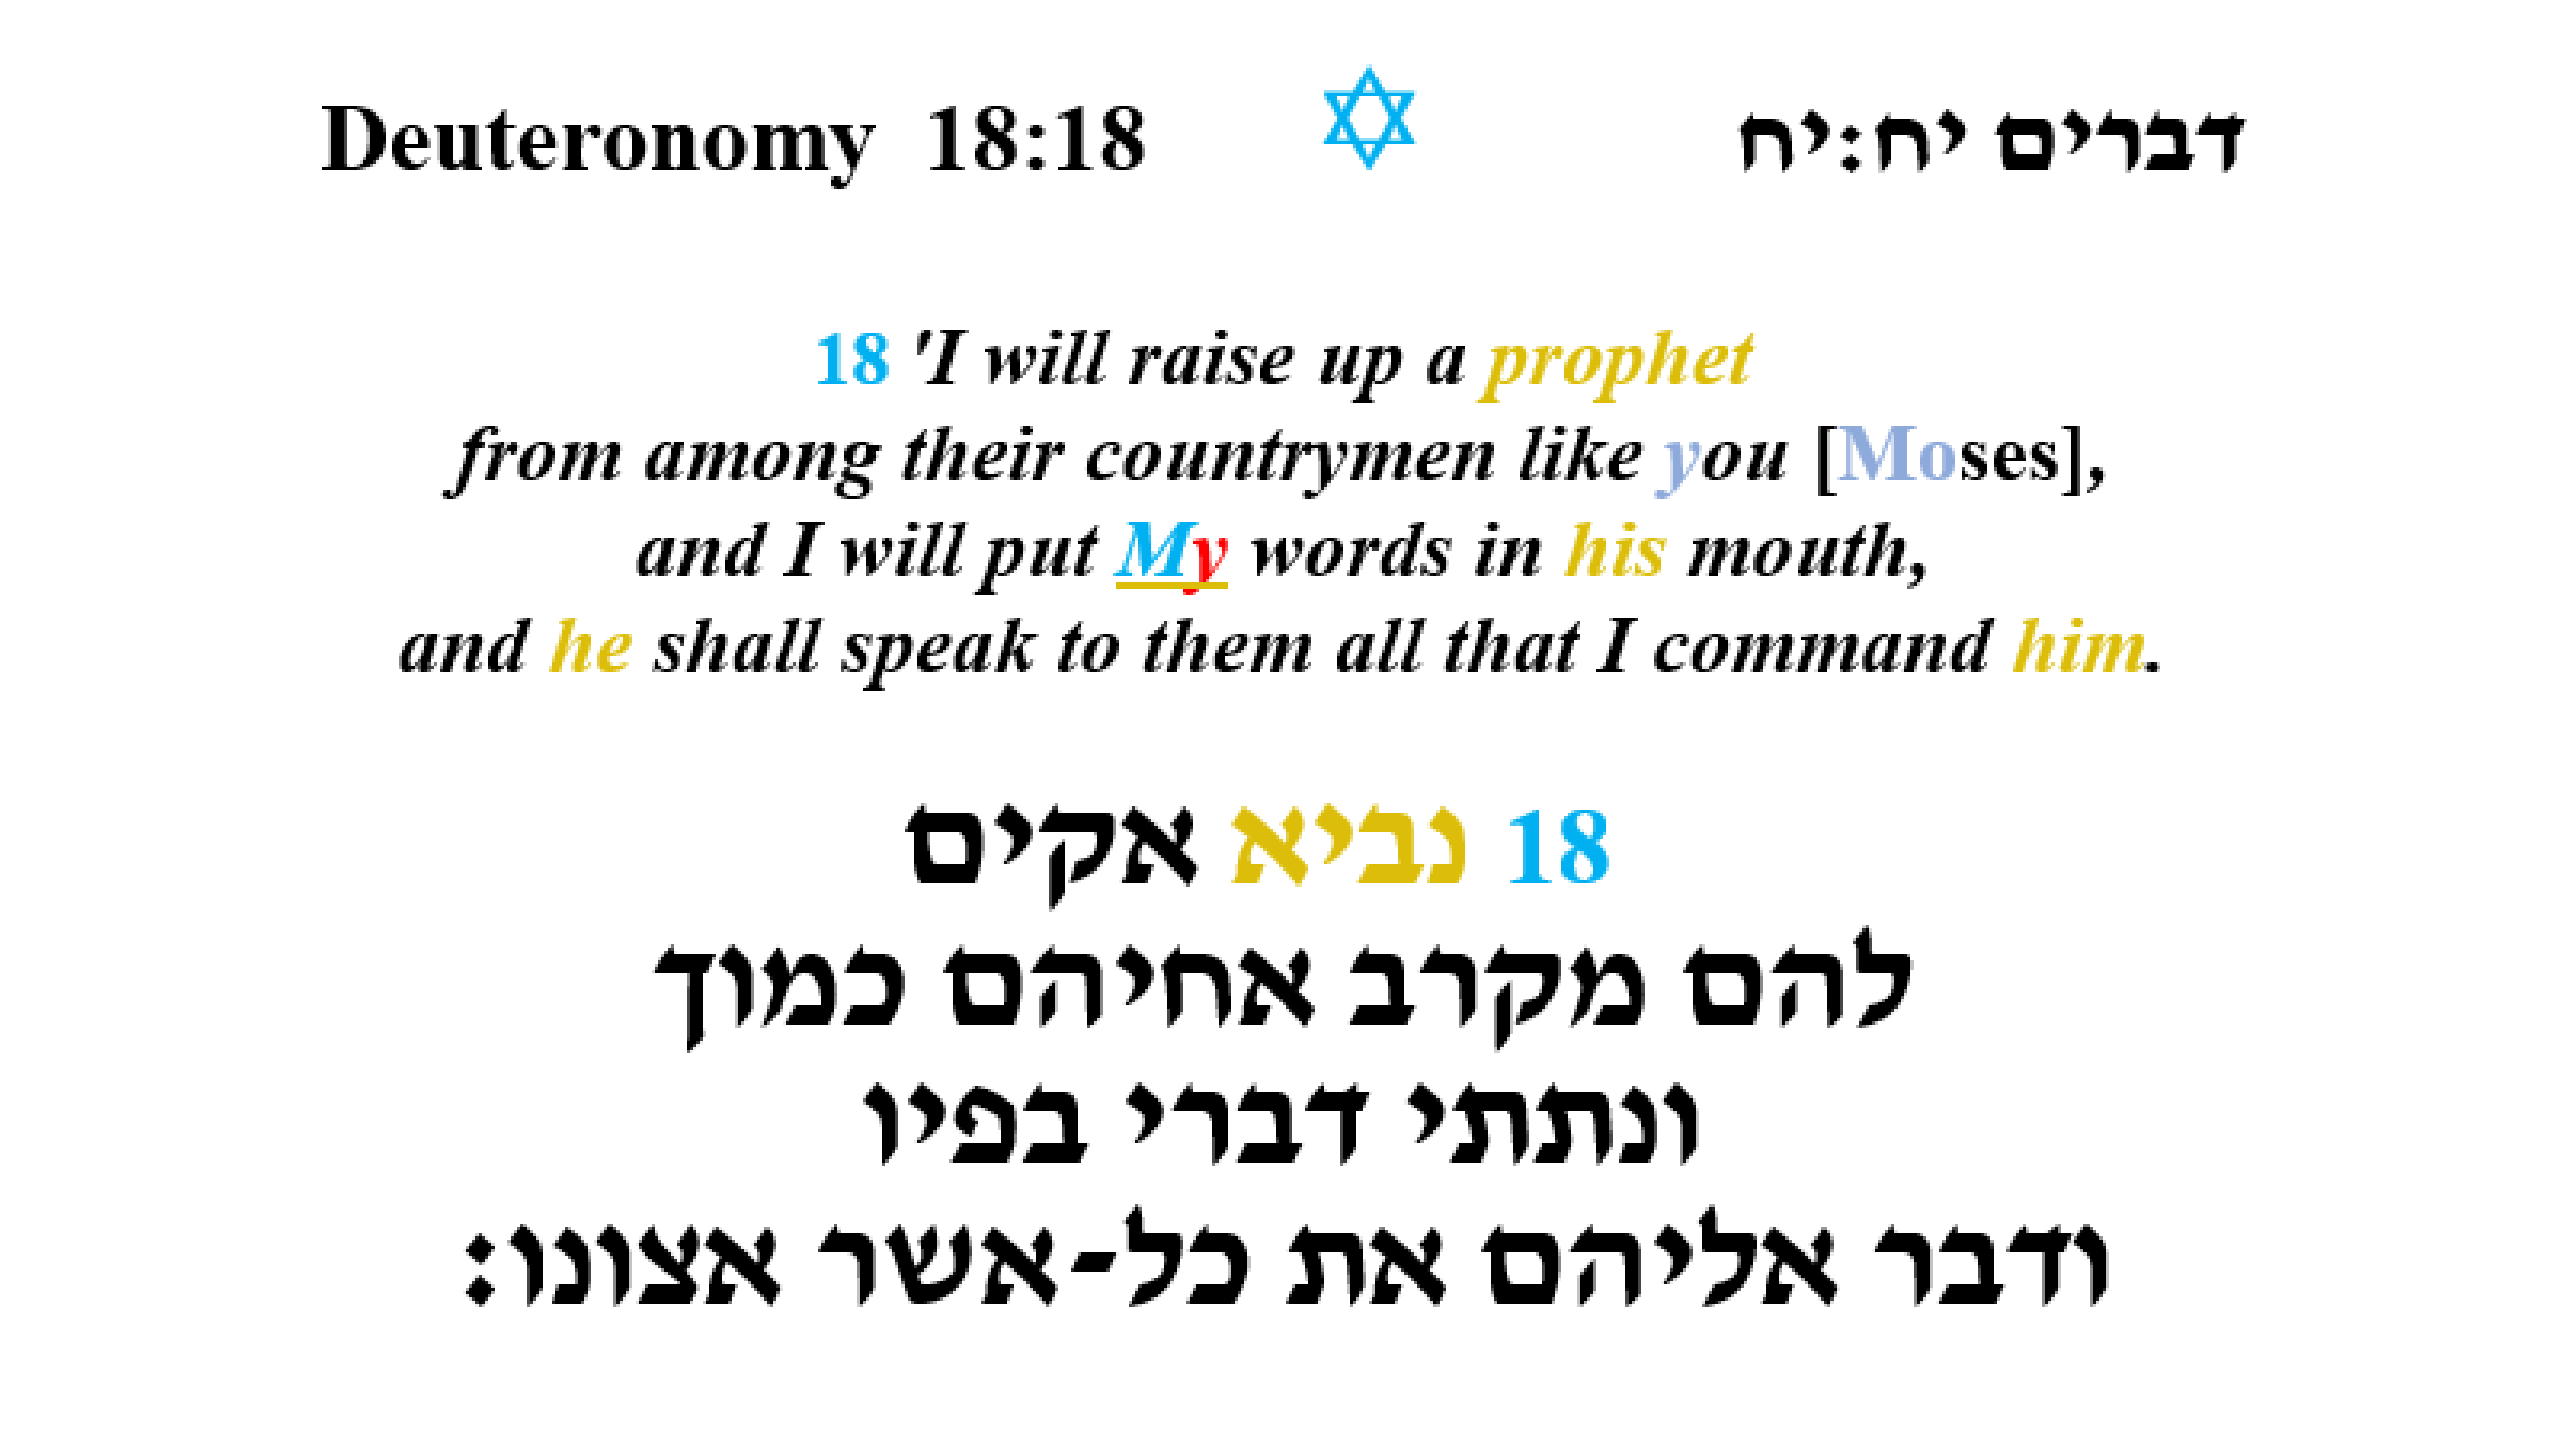 Deuteronomy 18:18 ✡ דברים יח:יח
18 'I will raise up a prophet
from among their countrymen like you [Moses],
and I will put My words in his mouth,
and he shall speak to them all that I command him.
18 נביא אקים
להם מקרב אחיהם כמוך
ונתתי דברי בפיו
ודבר אליהם את כל-אשר אצונו: